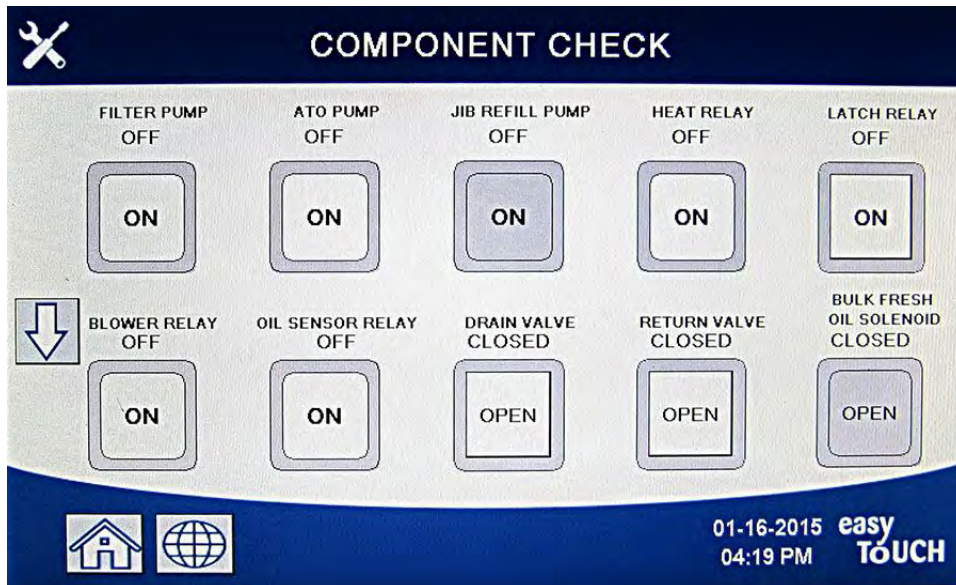 COMPONENT CHECK
FILTER PUMP
OFF
ON
ATO PUMP
OFF
ON
JIB REFILL PUMP
OFF
ON
HEAT RELAY
OFF
ON
LATCH RELAY
OFF
ON
BLOWER RELAY
OFF
ON
OIL SENSOR RELAY
OFF
ON
DRAIN VALVE
CLOSED
OPEN
RETURN VALVE
CLOSED
OPEN
BULK FRESH
OIL SOLENOID
CLOSED
OPEN
01-16-2015
04:19 PM
easy
TOUCH